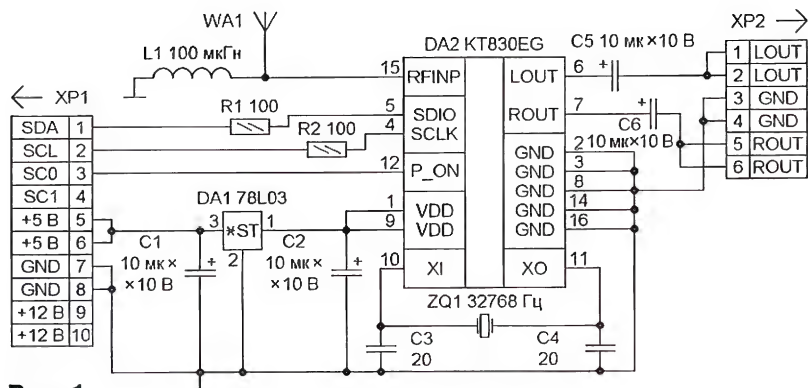 WA1
XP2
L1 100 мкГн
DA2 KT830EG
C5 10 мк×10 В
15 RFINP
LOUT 6
1 LOUT
2 LOUT
3 GND
4 GND
5 ROUT
6 ROUT
XP1
R1 100
R2 100
5 SDIO
4 SCLK
ROUT 7
C6
10 мк×10 В
SDA 1
SCL 2
SC0 3
SC1 4
+5 В 5
+5 В 6
GND 7
GND 8
+12 В 9
+12 В 10
12 P_ON
GND 2
GND 3
GND 8
GND 14
GND 16
DA1 78L03
3 *ST 1
2
1 VDD
9 VDD
C1
10 мк×
×10 В
C2
10 мк×
×10 В
10 XI
XO 11
ZQ1 32768 Гц
C3
20
C4
20